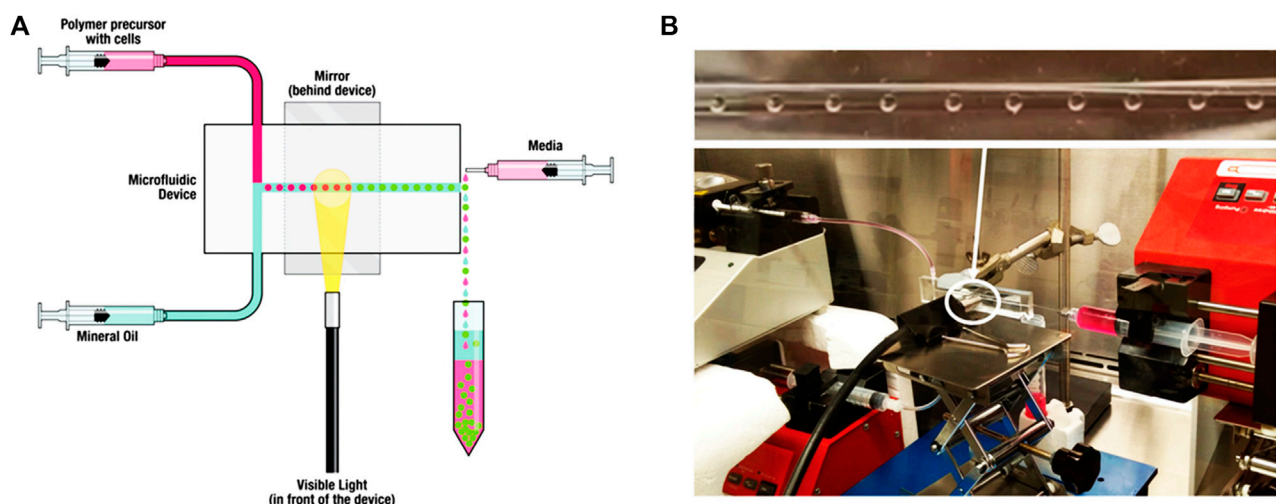 A
Polymer precursor
with cells
Mirror
(behind device)
Media
Microfluidic
Device
Mineral Oil
Visible Light
(in front of the device)
B